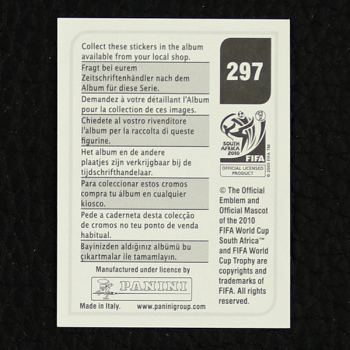 Collect these stickers in the album
available from your local shop.
Fragt bei eurem
Zeitschriftenhändler nach dem
Album für diese Serie.
Demandez à votre détaillant l'Album
pour la collection de ces images.
Chiedete al vostro rivenditore
l'album per la raccolta di queste
figurine.
Het album en de andere
plaatjes zijn verkrijgbaar bij de
tijdschrifthandelaar.
Para coleccionar estos cromos
compra tu álbum en cualquier
kiosco.
Pede a caderneta desta colecção
de cromos no teu ponto de venda
habitual.
Bayinizden aldığınız albümü bu
çıkartmalar ile tamamlayın.
Manufactured under licence by
PANINI
Made in Italy. www.paninigroup.com
297
SOUTH AFRICA
2010
FIFA
OFFICIAL LICENSED
PRODUCT
© The Official
Emblem and
Official Mascot
of the 2010
FIFA World Cup
South Africa™
and FIFA World
Cup Trophy are
copyrights and
trademarks of
FIFA. All rights
reserved.